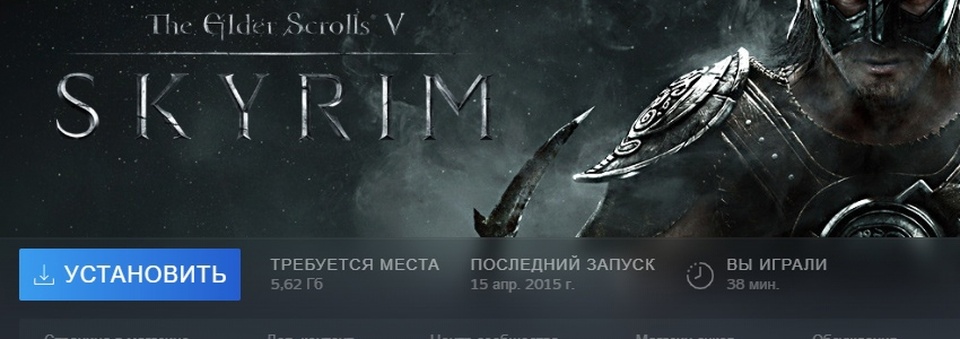 The Elder Scrolls V
SKYRIM
УСТАНОВИТЬ
ТРЕБУЕТСЯ МЕСТА
5,62 Гб
ПОСЛЕДНИЙ ЗАПУСК
15 апр. 2015 г.
ВЫ ИГРАЛИ
38 мин.